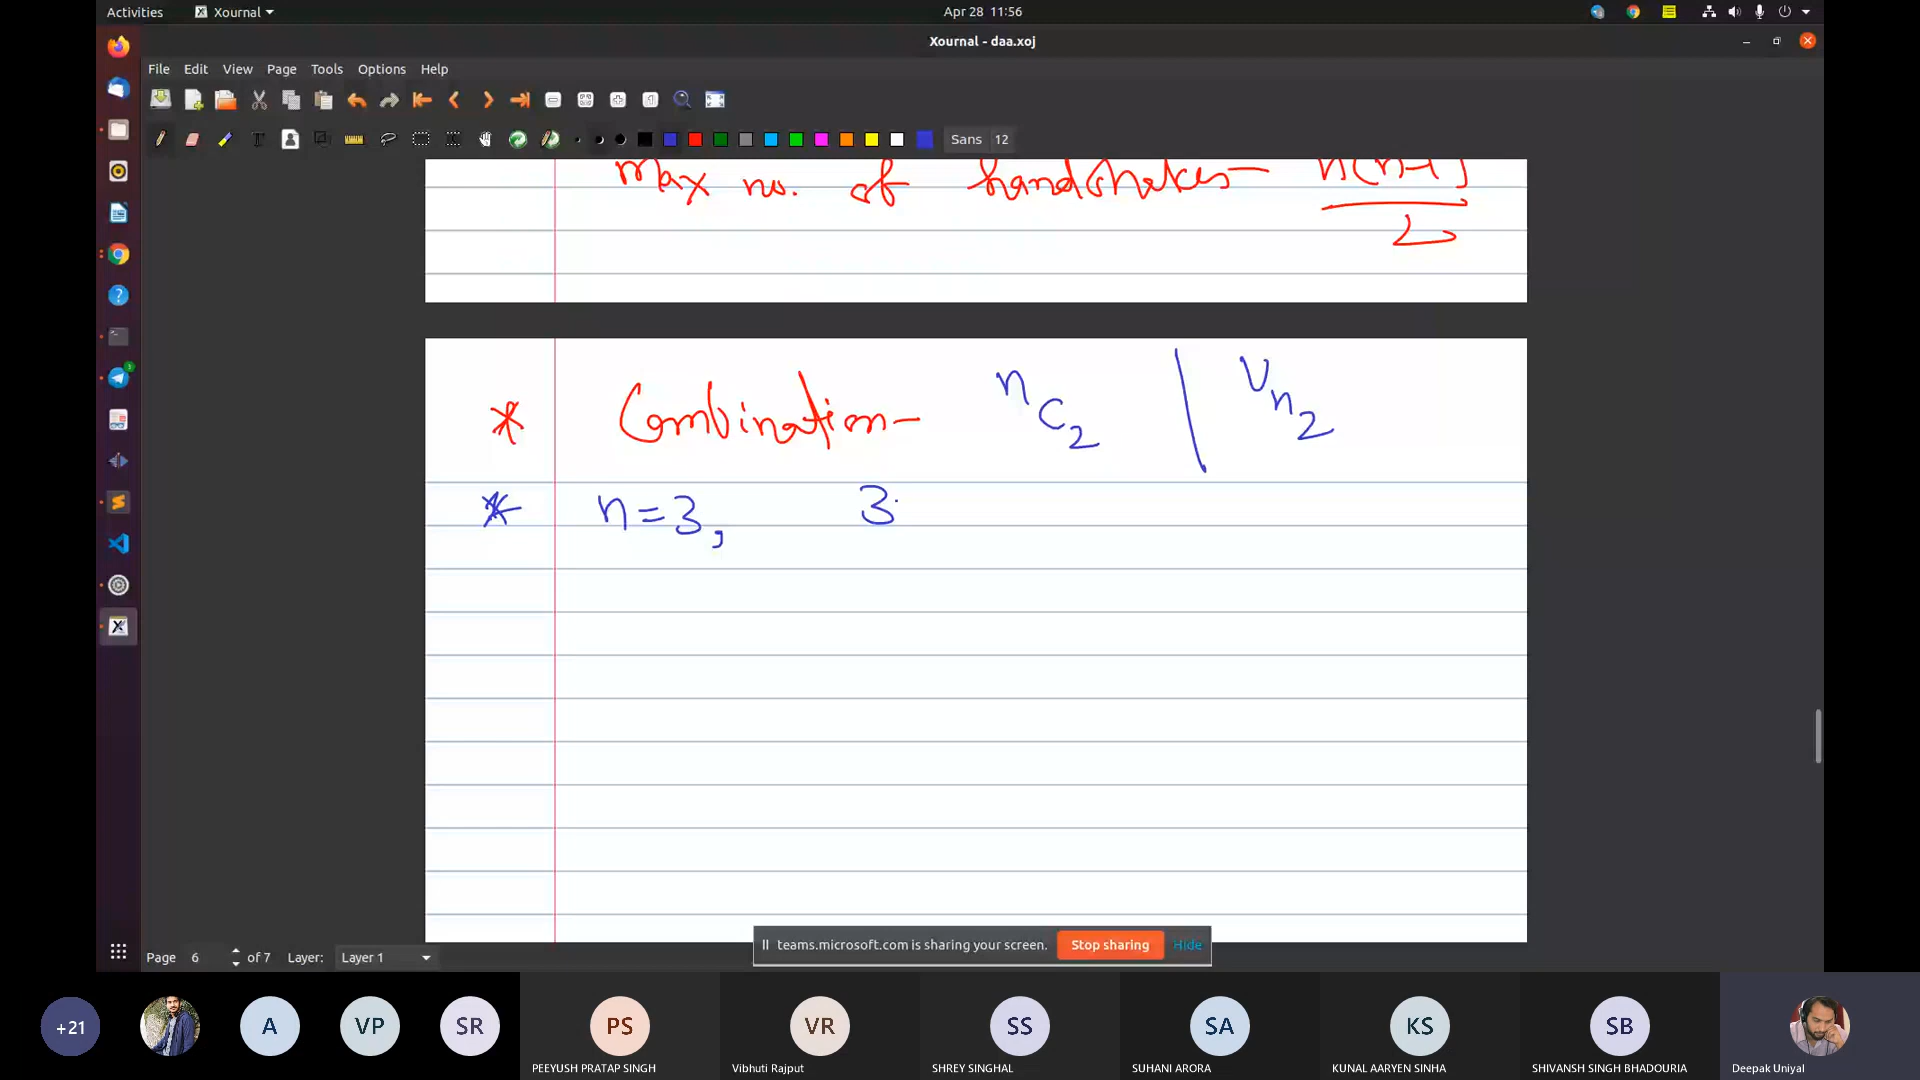 Activities Xournal Apr 28 11:56
Xournal - daa.xoj
File Edit View Page Tools Options Help
Sans 12
Max no. of handshakes- n(n-1)
2
* Combination- nC2 | Vn2
* n=3, 3
teams.microsoft.com is sharing your screen. Stop sharing Hide
Page 6 of 7 Layer: Layer 1
+21 A VP SR PS VR SS SA KS SB
PEEYUSH PRATAP SINGH Vibhuti Rajput SHREY SINGHAL SUHANI ARORA KUNAL AARYEN SINHA SHIVANSH SINGH BHADOURIA Deepak Uniyal